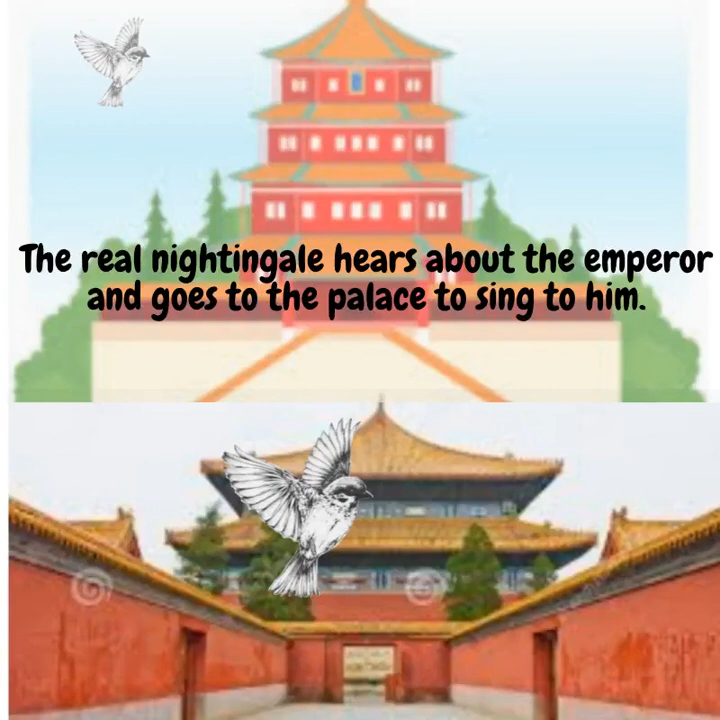 The real nightingale hears about the emperor
and goes to the palace to sing to him.